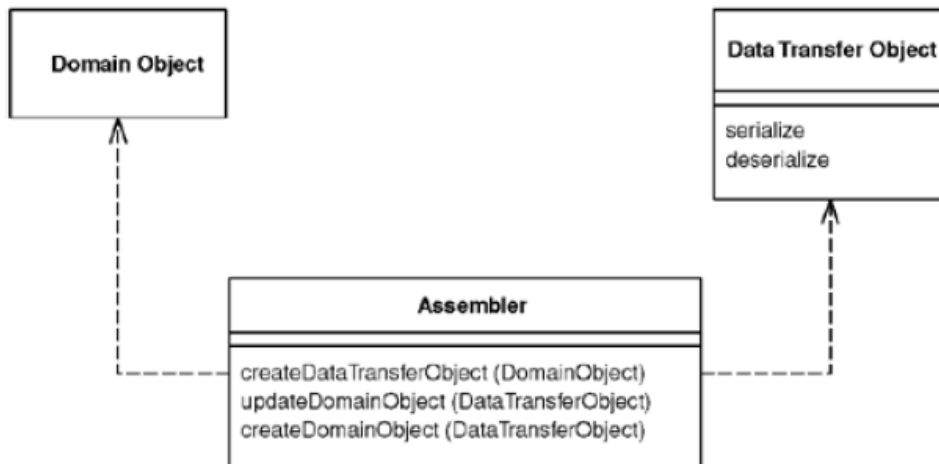 Domain Object
Data Transfer Object
serialize
deserialize
Assembler
createDataTransferObject (DomainObject)
updateDomainObject (DataTransferObject)
createDomainObject (DataTransferObject)